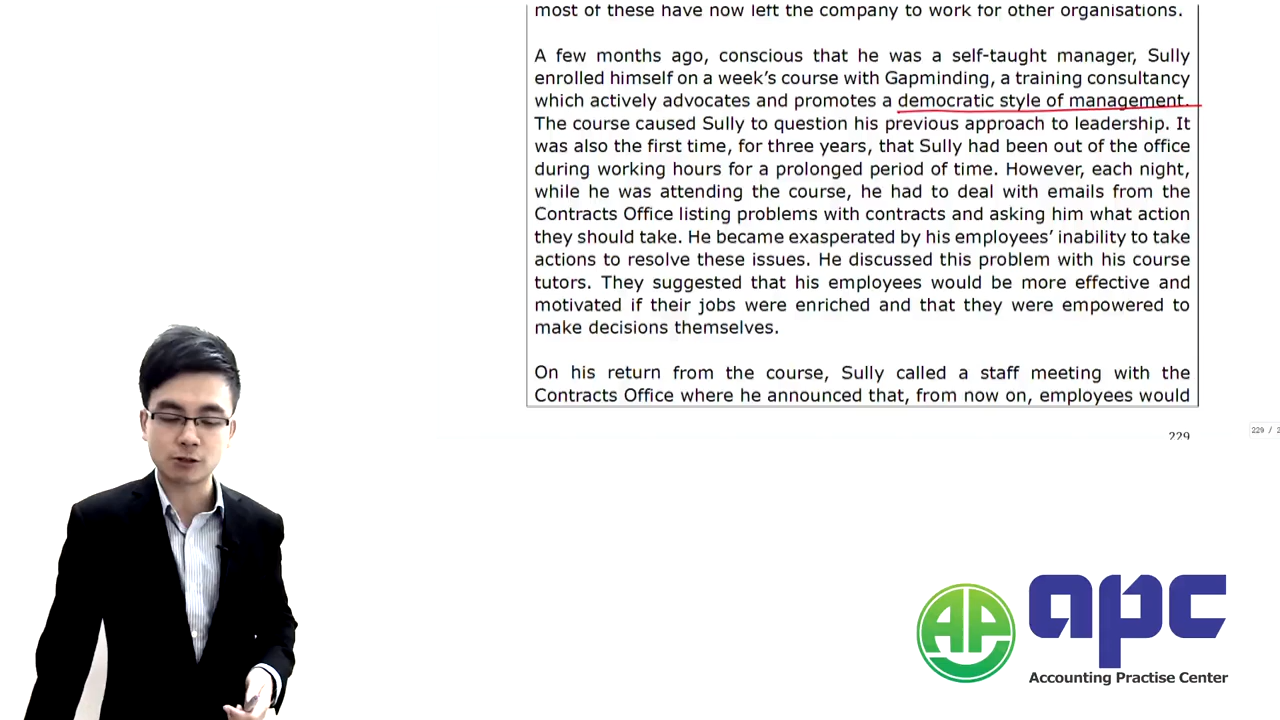 most of these have now left the company to work for other organisations.
A few months ago, conscious that he was a self-taught manager, Sully
enrolled himself on a week's course with Gapminding, a training consultancy
which actively advocates and promotes a democratic style of management.
The course caused Sully to question his previous approach to leadership. It
was also the first time, for three years, that Sully had been out of the office
during working hours for a prolonged period of time. However, each night,
while he was attending the course, he had to deal with emails from the
Contracts Office listing problems with contracts and asking him what action
they should take. He became exasperated by his employees' inability to take
actions to resolve these issues. He discussed this problem with his course
tutors. They suggested that his employees would be more effective and
motivated if their jobs were enriched and that they were empowered to
make decisions themselves.
On his return from the course, Sully called a staff meeting with the
Contracts Office where he announced that, from now on, employees would
229
229 / 2
AP
apc
Accounting Practise Center